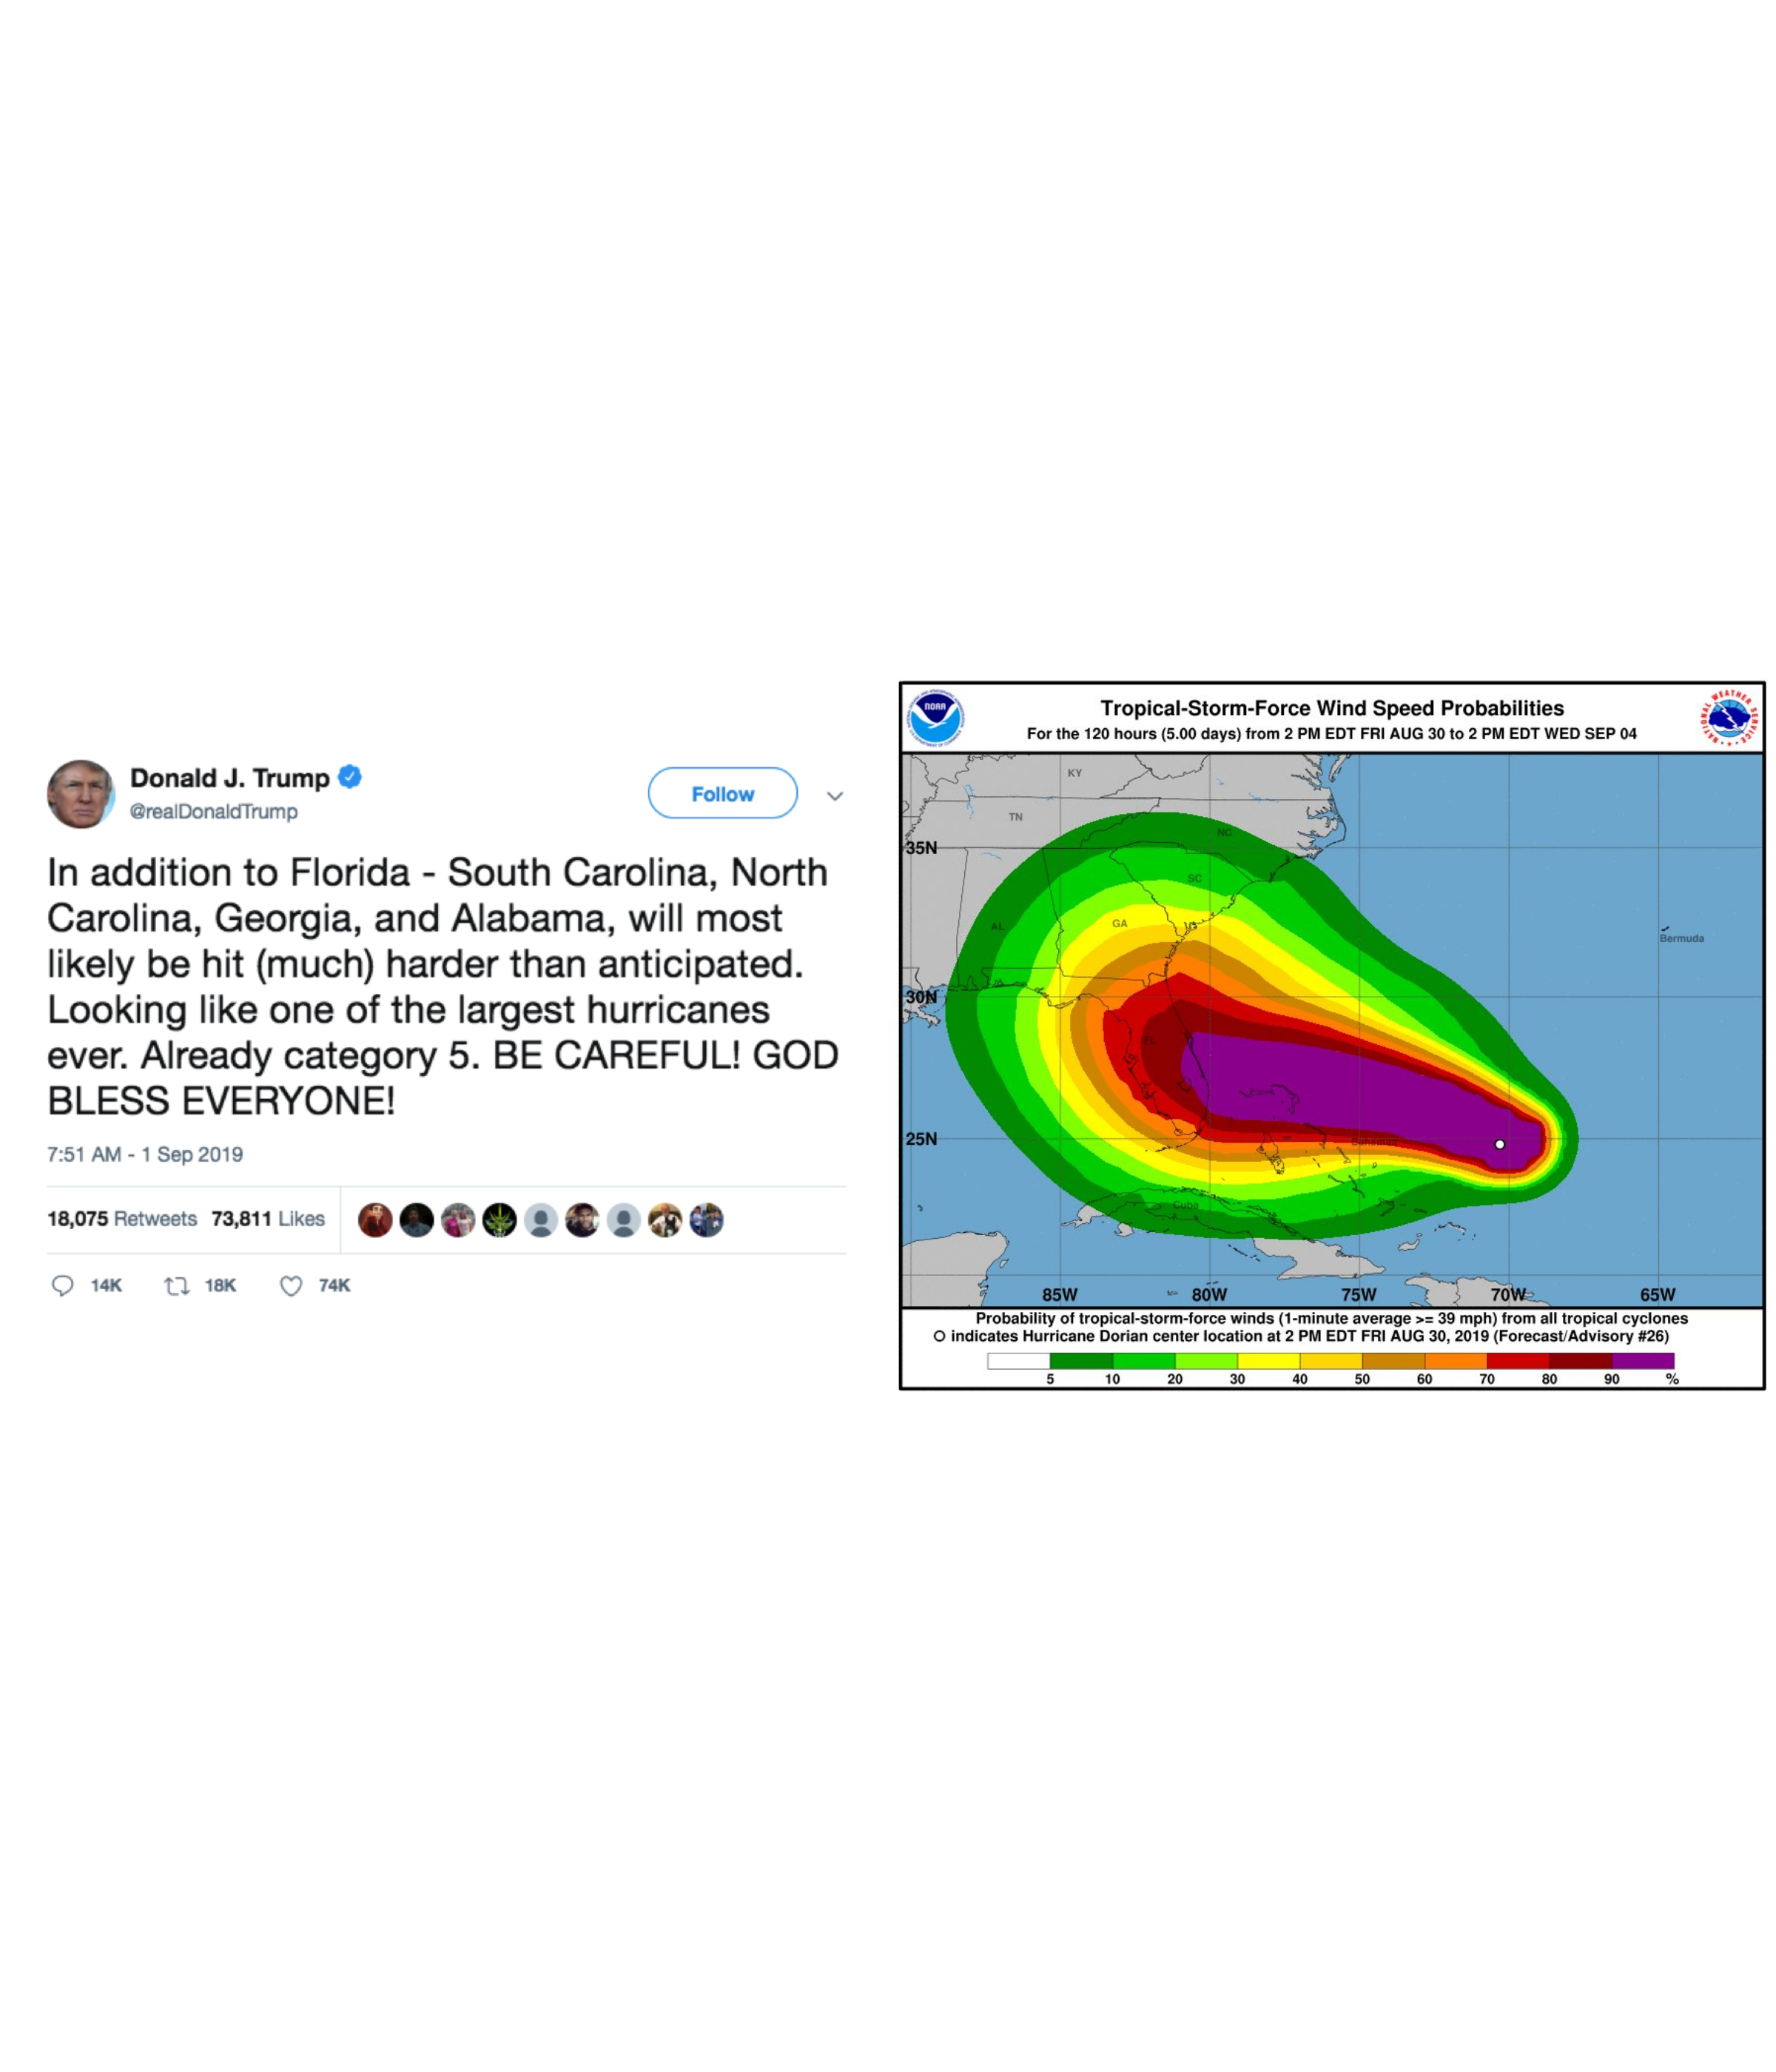 Donald J. Trump
@realDonaldTrump
Follow
In addition to Florida - South Carolina, North
Carolina, Georgia, and Alabama, will most
likely be hit (much) harder than anticipated.
Looking like one of the largest hurricanes
ever. Already category 5. BE CAREFUL! GOD
BLESS EVERYONE!
7:51 AM - 1 Sep 2019
18,075 Retweets 73,811 Likes
14K 18K 74K
NOAA
NATIONAL WEATHER SERVICE
Tropical-Storm-Force Wind Speed Probabilities
For the 120 hours (5.00 days) from 2 PM EDT FRI AUG 30 to 2 PM EDT WED SEP 04
KY
TN
NC
35N
SC
AL
GA
Bermuda
30N
FL
25N
Bahamas
Cuba
85W 80W 75W 70W 65W
Probability of tropical-storm-force winds (1-minute average >= 39 mph) from all tropical cyclones
indicates Hurricane Dorian center location at 2 PM EDT FRI AUG 30, 2019 (Forecast/Advisory #26)
5 10 20 30 40 50 60 70 80 90 %